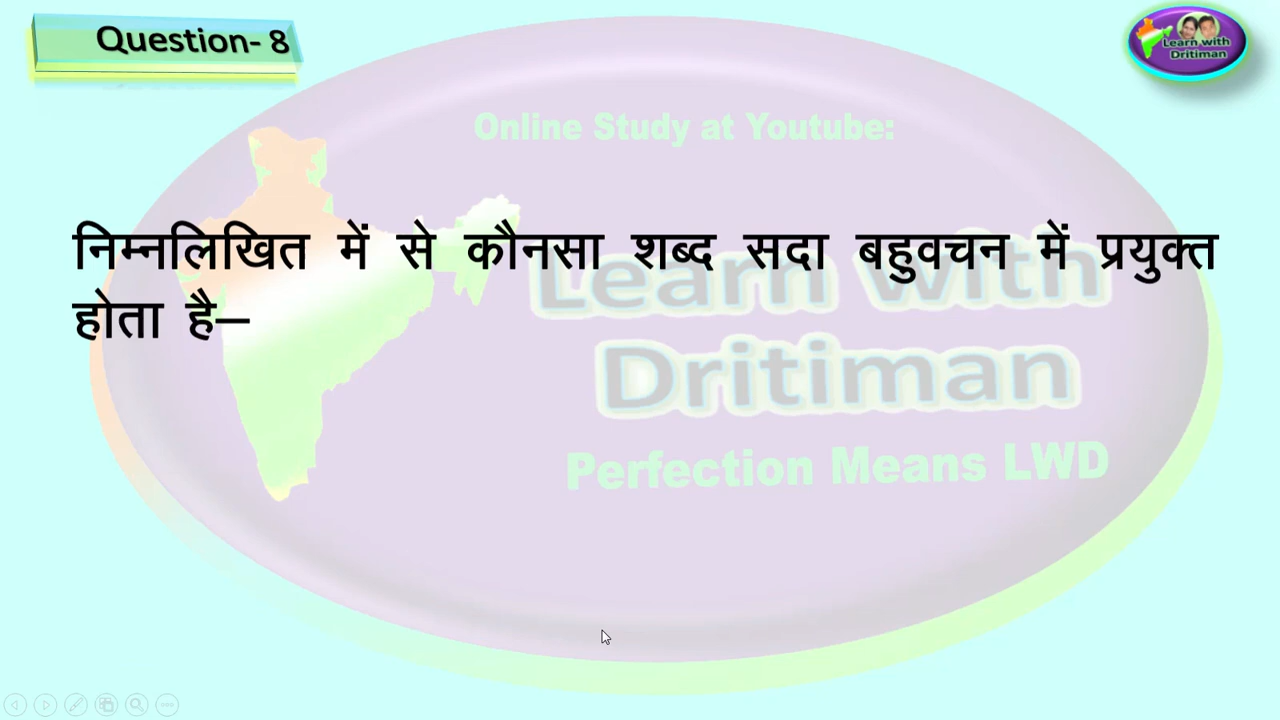 Question- 8
Learn with
Dritiman
Online Study at Youtube:
निम्नलिखित में से कौनसा शब्द सदा बहुवचन में प्रयुक्त
होता है–
Learn with
Dritiman
Perfection Means LWD